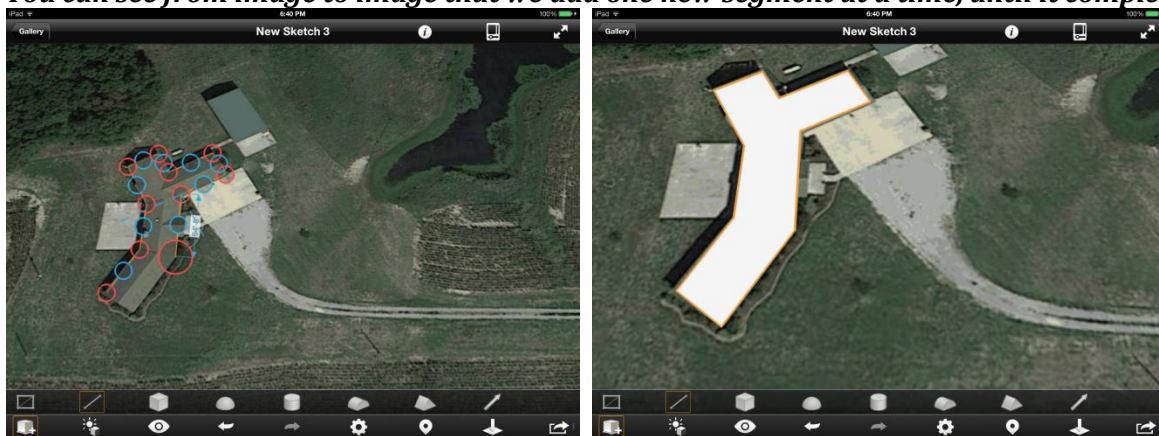 You can see from image to image that we add one new segment at a time, until it comple
iPad 6:40 PM 100%
Gallery New Sketch 3
iPad 6:40 PM 100%
Gallery New Sketch 3